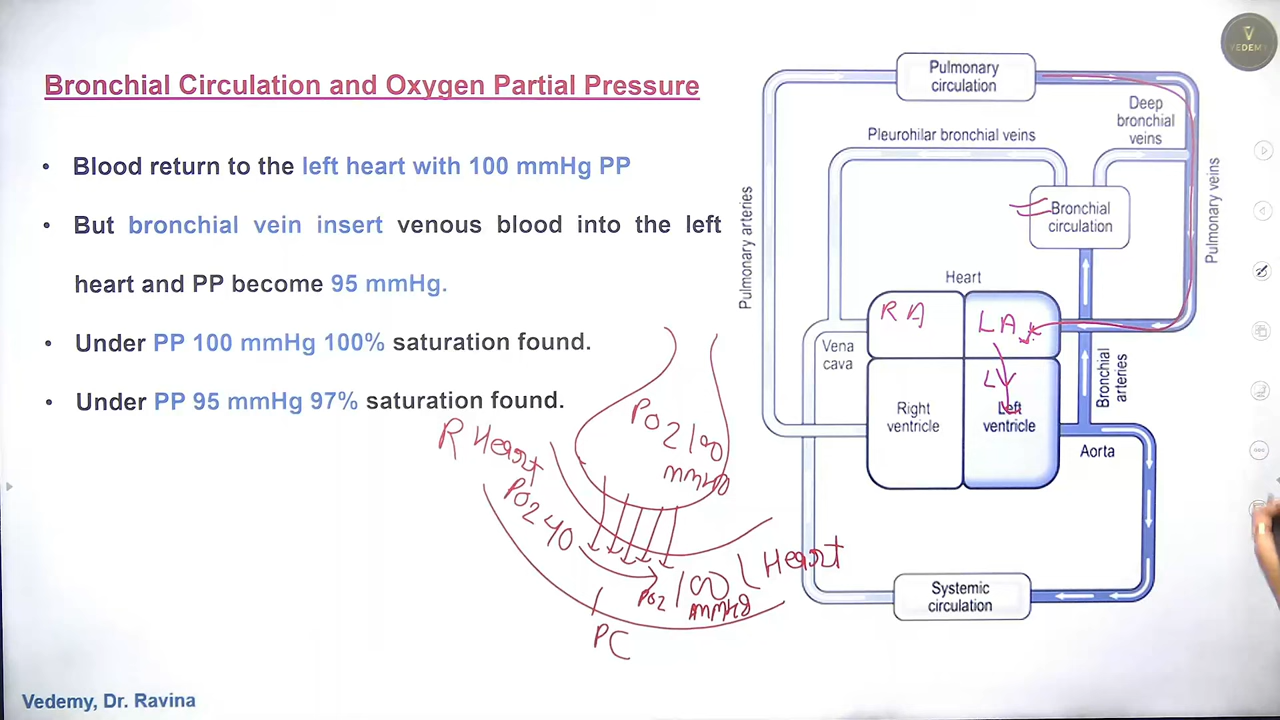 Bronchial Circulation and Oxygen Partial Pressure
• Blood return to the left heart with 100 mmHg PP
• But bronchial vein insert venous blood into the left
heart and PP become 95 mmHg.
• Under PP 100 mmHg 100% saturation found.
• Under PP 95 mmHg 97% saturation found.
R Heart
PO2 40
PO2 100
mmHg
PO2 100
mmHg
L Heart
PC
Vedemy, Dr. Ravina
VEDEMY
Pulmonary
circulation
Deep
bronchial
veins
Pleurohilar bronchial veins
Pulmonary arteries
Pulmonary veins
Bronchial
circulation
Heart
RA
LA
Vena
cava
LV
Right
ventricle
Left
ventricle
Bronchial
arteries
Aorta
Systemic
circulation